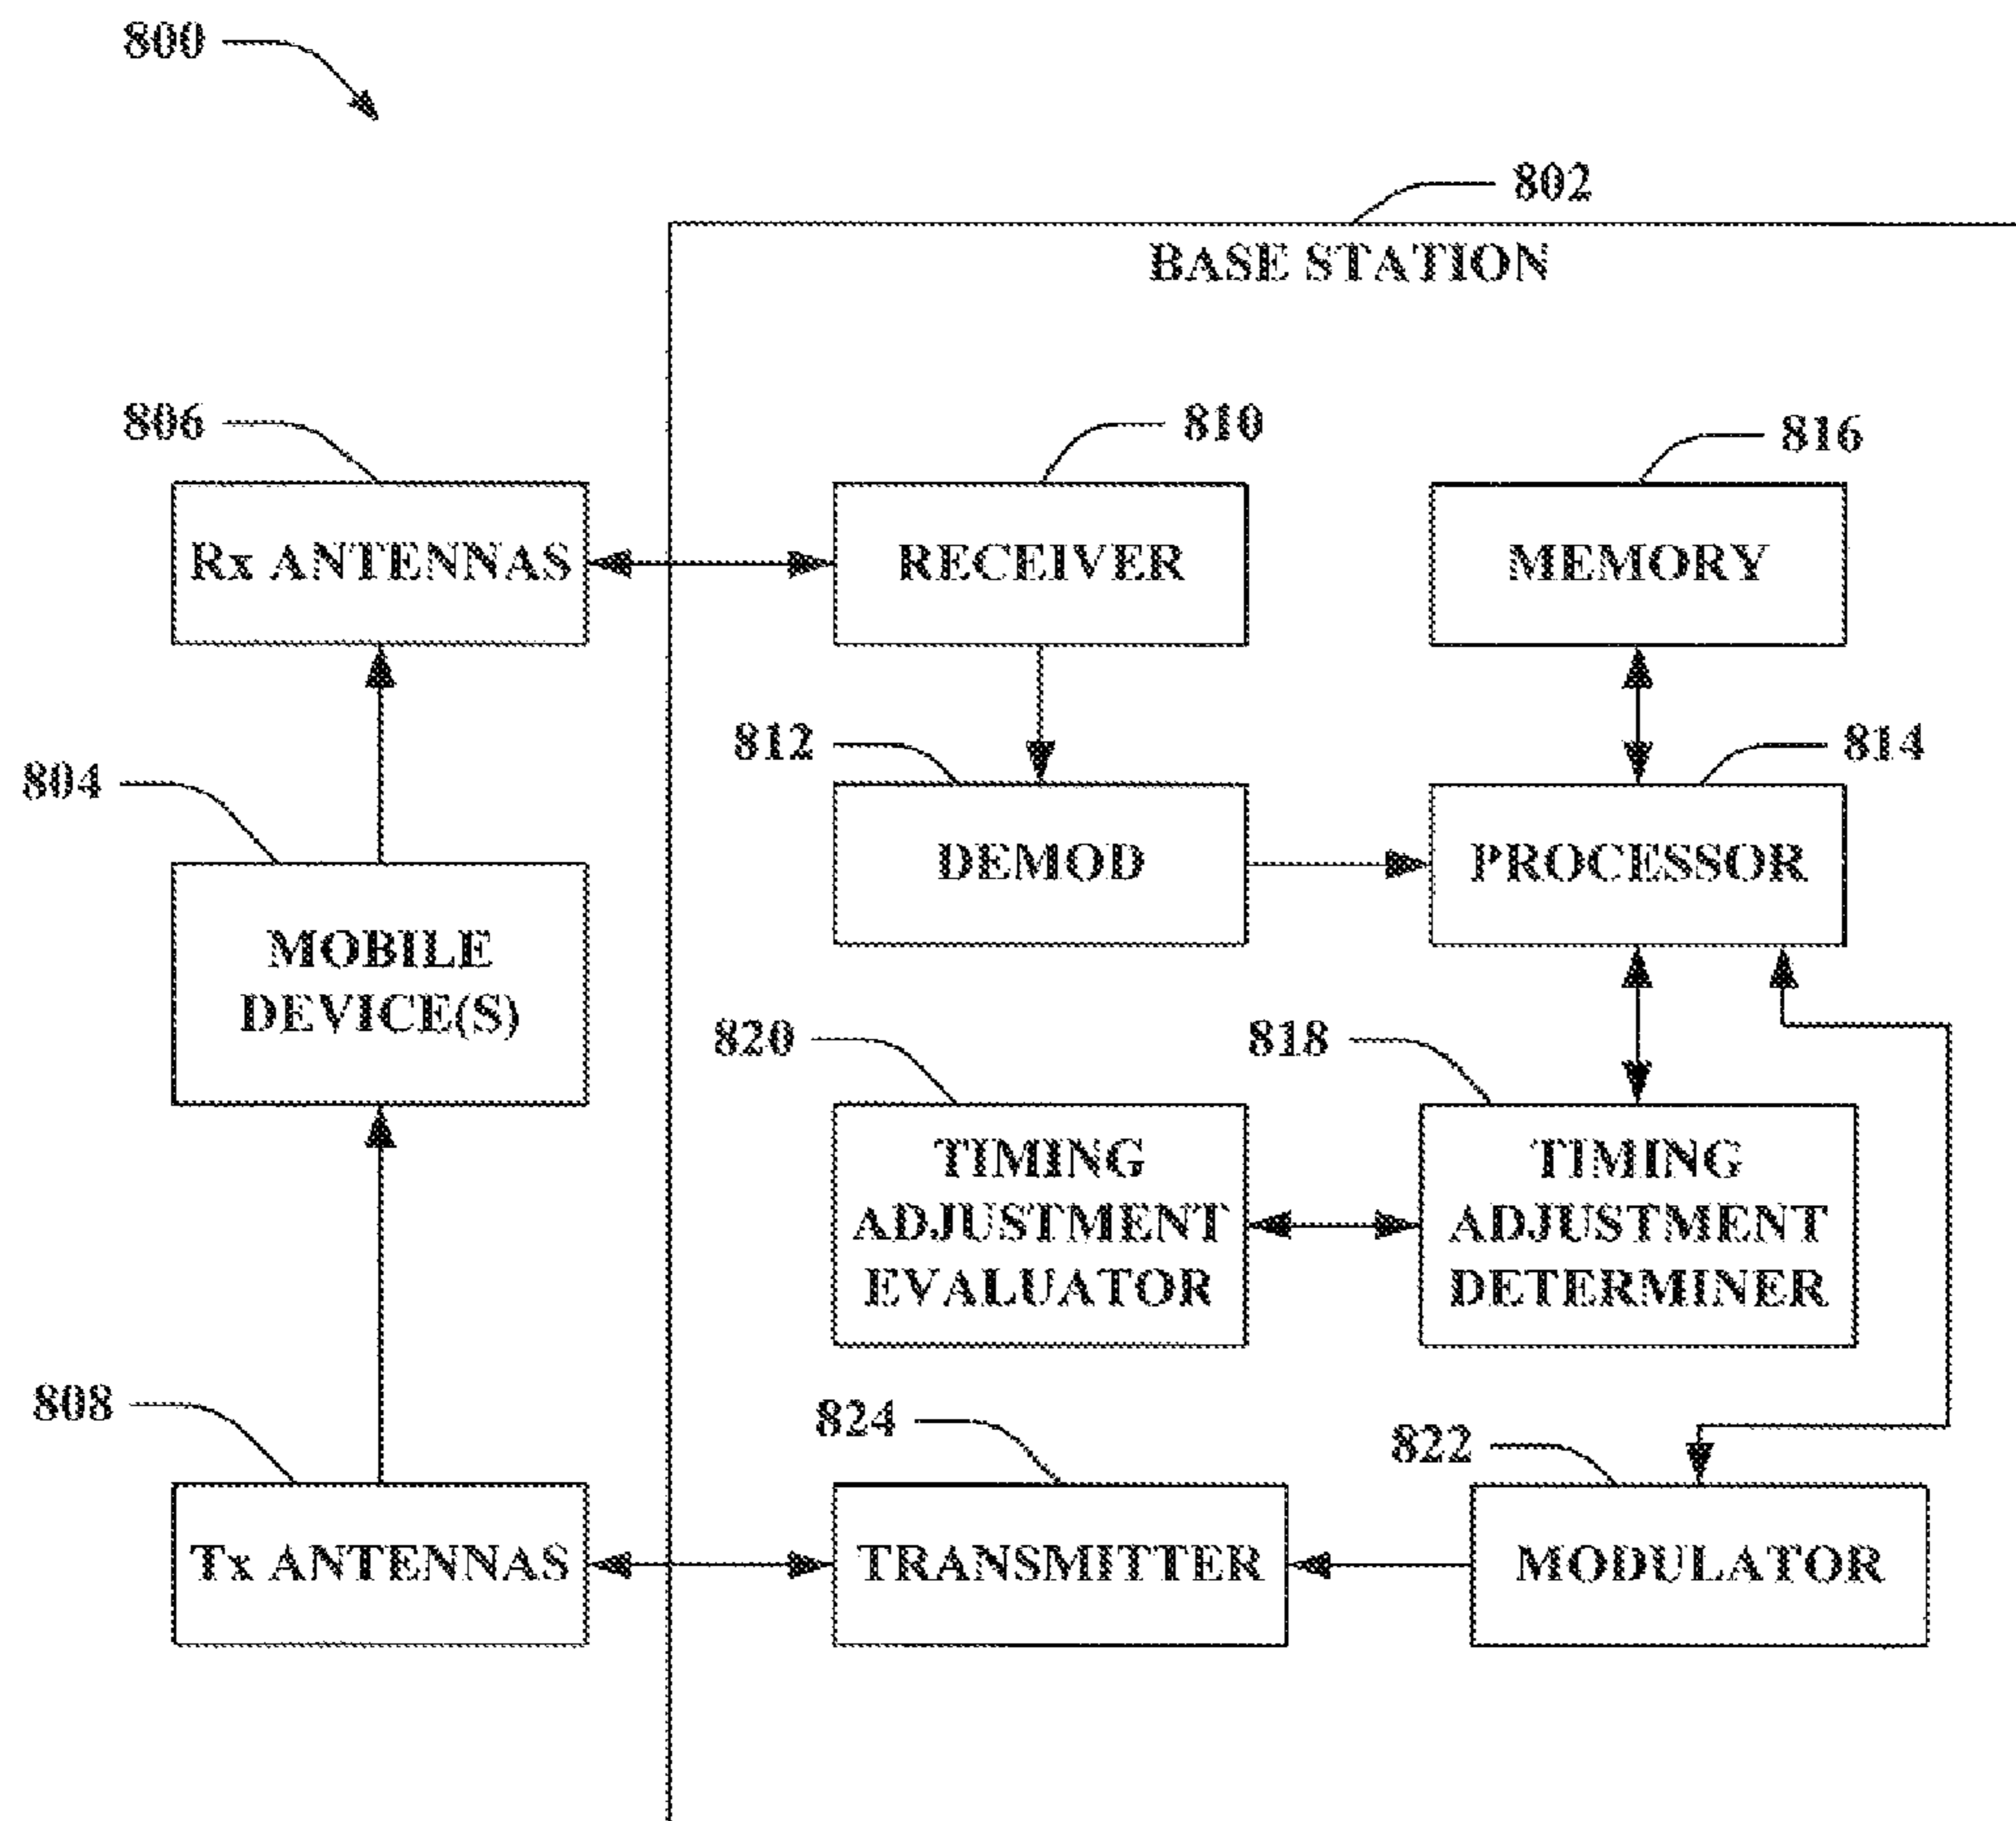 800
802
BASE STATION
806
810
816
Rx ANTENNAS
RECEIVER
MEMORY
812
814
804
DEMOD
PROCESSOR
MOBILE
DEVICE(S)
820
818
TIMING
ADJUSTMENT
EVALUATOR
TIMING
ADJUSTMENT
DETERMINER
808
824
822
Tx ANTENNAS
TRANSMITTER
MODULATOR